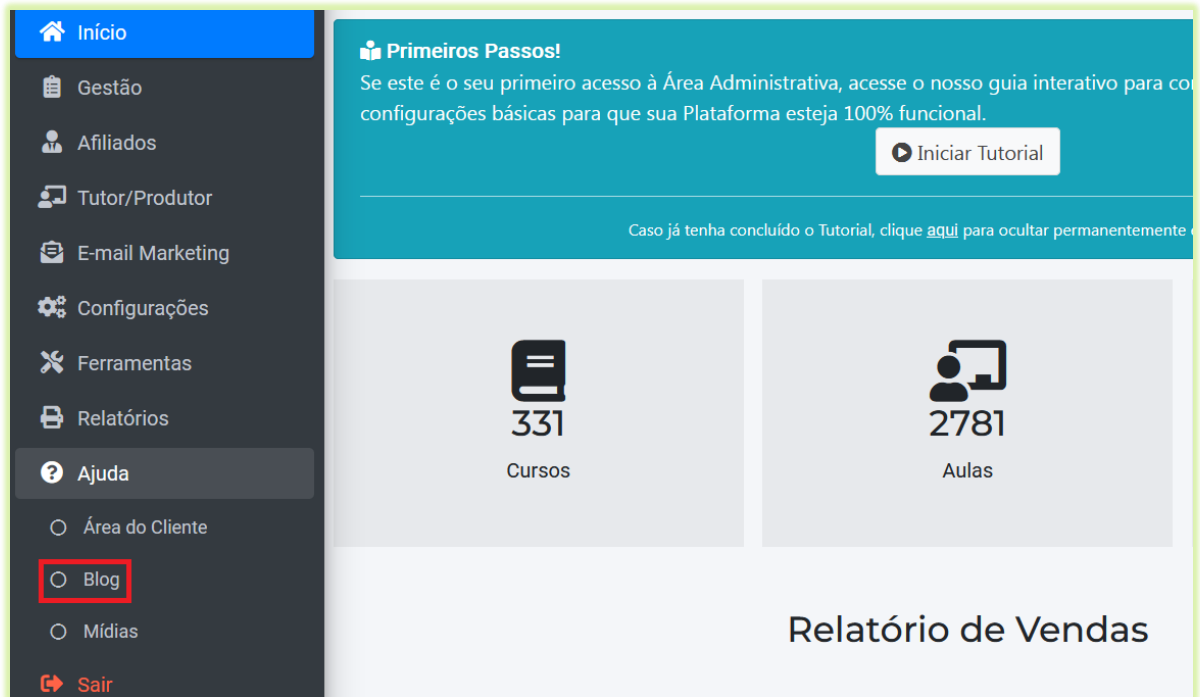 Início
Gestão
Afiliados
Tutor/Produtor
E-mail Marketing
Configurações
Ferramentas
Relatórios
Ajuda
Área do Cliente
Blog
Mídias
Sair
Primeiros Passos!
Se este é o seu primeiro acesso à Área Administrativa, acesse o nosso guia interativo para
configurações básicas para que sua Plataforma esteja 100% funcional.
Iniciar Tutorial
Caso já tenha concluído o Tutorial, clique aqui para ocultar permanentemente
331
Cursos
2781
Aulas
Relatório de Vendas